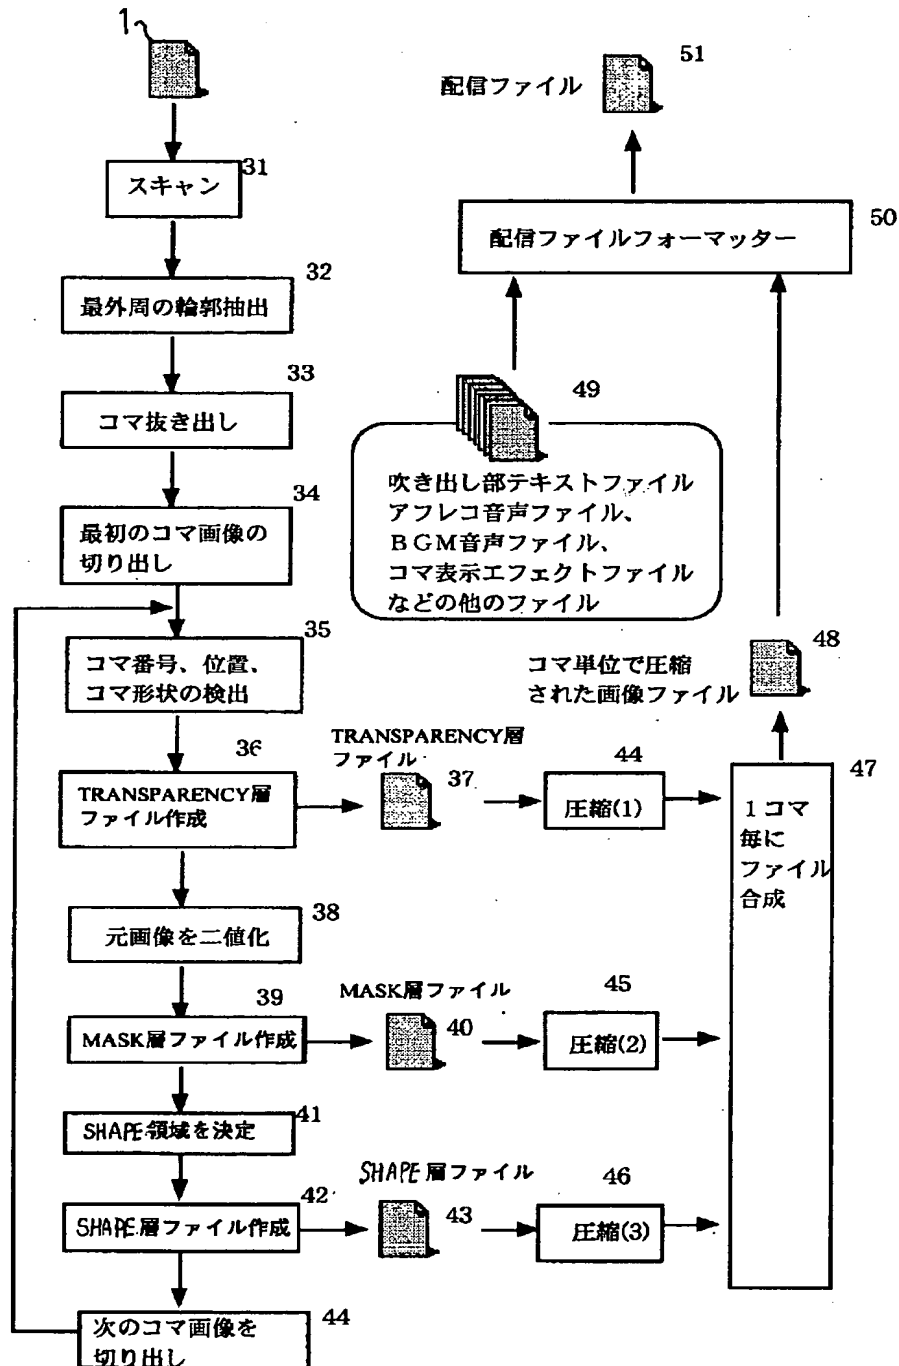 1
スキャン
31
最外周の輪郭抽出
32
コマ抜き出し
33
最初のコマ画像の
切り出し
34
コマ番号、位置、
コマ形状の検出
35
TRANSPARENCY層
ファイル作成
36
TRANSPARENCY層
ファイル
37
圧縮(1)
44
元画像を二値化
38
MASK層ファイル作成
39
MASK層ファイル
40
圧縮(2)
45
SHAPE領域を決定
41
SHAPE層ファイル作成
42
SHAPE層ファイル
43
圧縮(3)
46
次のコマ画像を
切り出し
44
1コマ
毎に
ファイル
合成
47
コマ単位で圧縮
された画像ファイル
48
吹き出し部テキストファイル
アフレコ音声ファイル、
BGM音声ファイル、
コマ表示エフェクトファイル
などの他のファイル
49
配信ファイルフォーマッター
50
配信ファイル
51